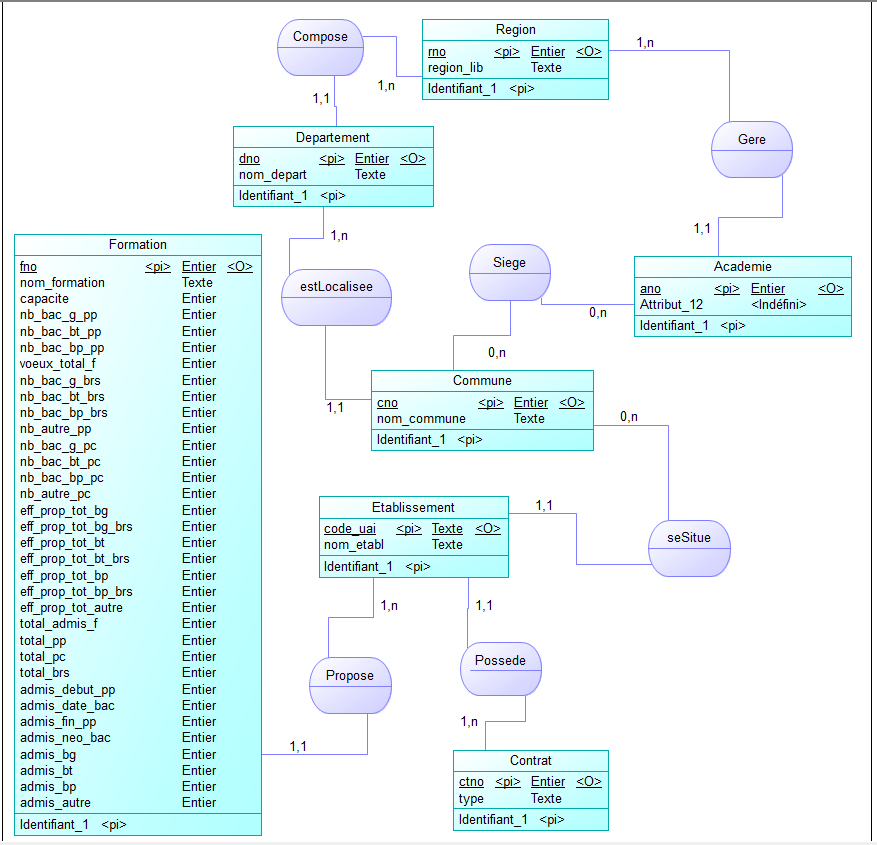 Compose
Region
rno <pi> Entier <O>
region_lib Texte
Identifiant_1 <pi>
1,n
1,n
1,1
Gere
Departement
dno <pi> Entier <O>
nom_depart Texte
Identifiant_1 <pi>
1,n
1,1
Formation
fno <pi> Entier <O>
nom_formation Texte
capacite Entier
nb_bac_g_pp Entier
nb_bac_bt_pp Entier
nb_bac_bp_pp Entier
voeux_total_f Entier
nb_bac_g_brs Entier
nb_bac_bt_brs Entier
nb_bac_bp_brs Entier
nb_autre_pp Entier
nb_bac_g_pc Entier
nb_bac_bt_pc Entier
nb_bac_bp_pc Entier
nb_autre_pc Entier
eff_prop_tot_bg Entier
eff_prop_tot_bg_brs Entier
eff_prop_tot_bt Entier
eff_prop_tot_bt_brs Entier
eff_prop_tot_bp Entier
eff_prop_tot_bp_brs Entier
eff_prop_tot_autre Entier
total_admis_f Entier
total_pp Entier
total_pc Entier
total_brs Entier
admis_debut_pp Entier
admis_date_bac Entier
admis_fin_pp Entier
admis_neo_bac Entier
admis_bg Entier
admis_bt Entier
admis_bp Entier
admis_autre Entier
Identifiant_1 <pi>
estLocalisee
Siege
Academie
ano <pi> Entier <O>
Attribut_12 <Indéfini>
Identifiant_1 <pi>
0,n
0,n
1,1
Commune
cno <pi> Entier <O>
nom_commune Texte
Identifiant_1 <pi>
0,n
Etablissement
code_uai <pi> Texte <O>
nom_etabl Texte
Identifiant_1 <pi>
1,1
seSitue
1,n
1,1
Propose
Possede
1,1
1,n
Contrat
ctno <pi> Entier <O>
type Texte
Identifiant_1 <pi>